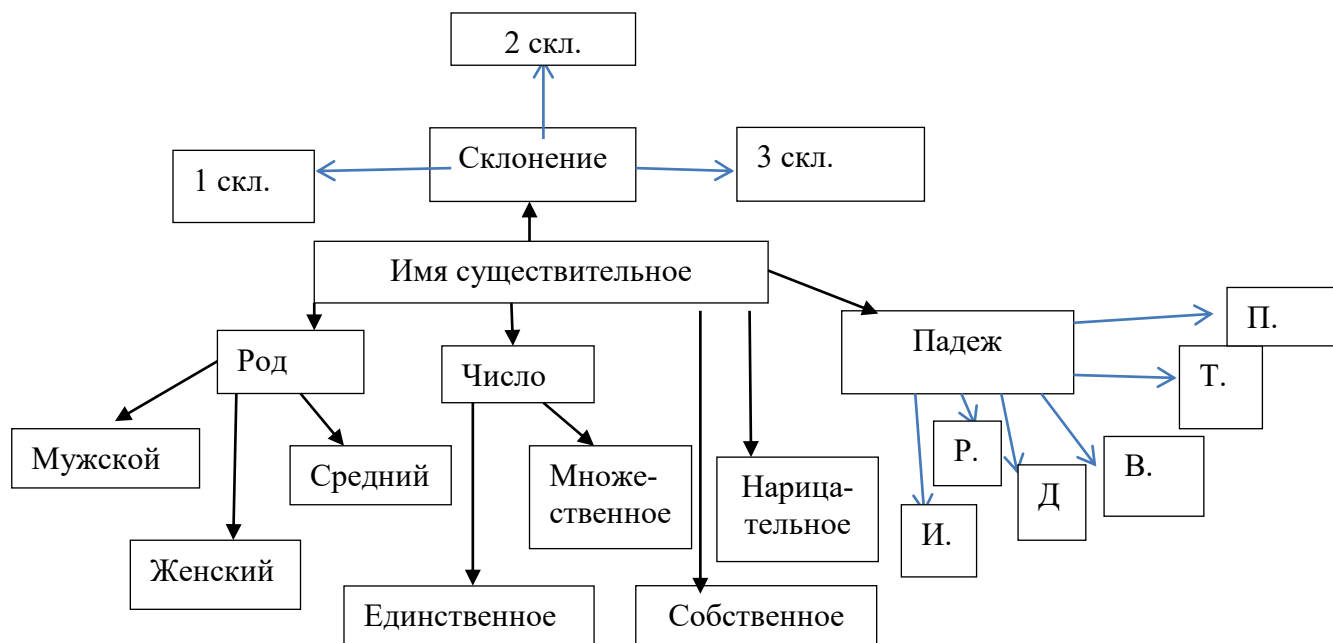 2 скл.
Склонение
1 скл.
3 скл.
Имя существительное
П.
Падеж
Род
Число
Т.
Мужской
Средний
Множе-
ственное
Нарица-
тельное
Р.
В.
Д
И.
Женский
Единственное
Собственное